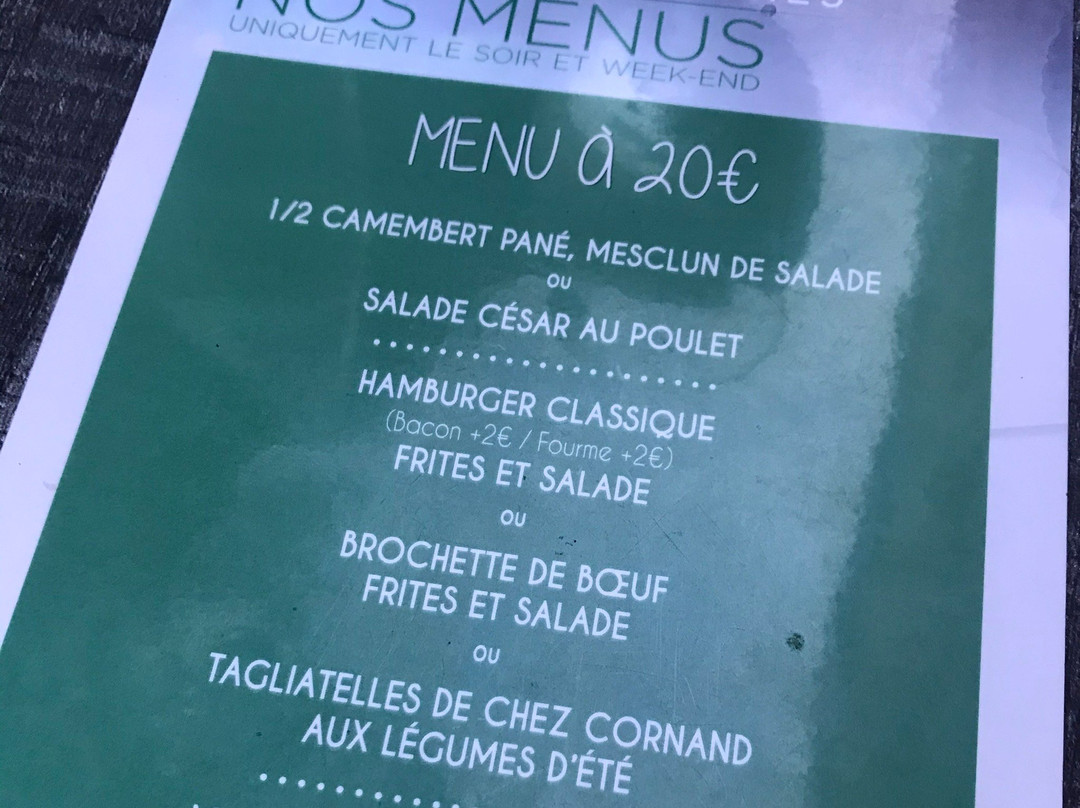 NOS MENUS
UNIQUEMENT LE SOIR ET WEEK-END
MENU À 20€
1/2 CAMEMBERT PANÉ, MESCLUN DE SALADE
OU
SALADE CÉSAR AU POULET
HAMBURGER CLASSIQUE
(Bacon +2€ / Fourme +2€)
FRITES ET SALADE
OU
BROCHETTE DE BŒUF
FRITES ET SALADE
OU
TAGLIATELLES DE CHEZ CORNAND
AUX LÉGUMES D'ÉTÉ